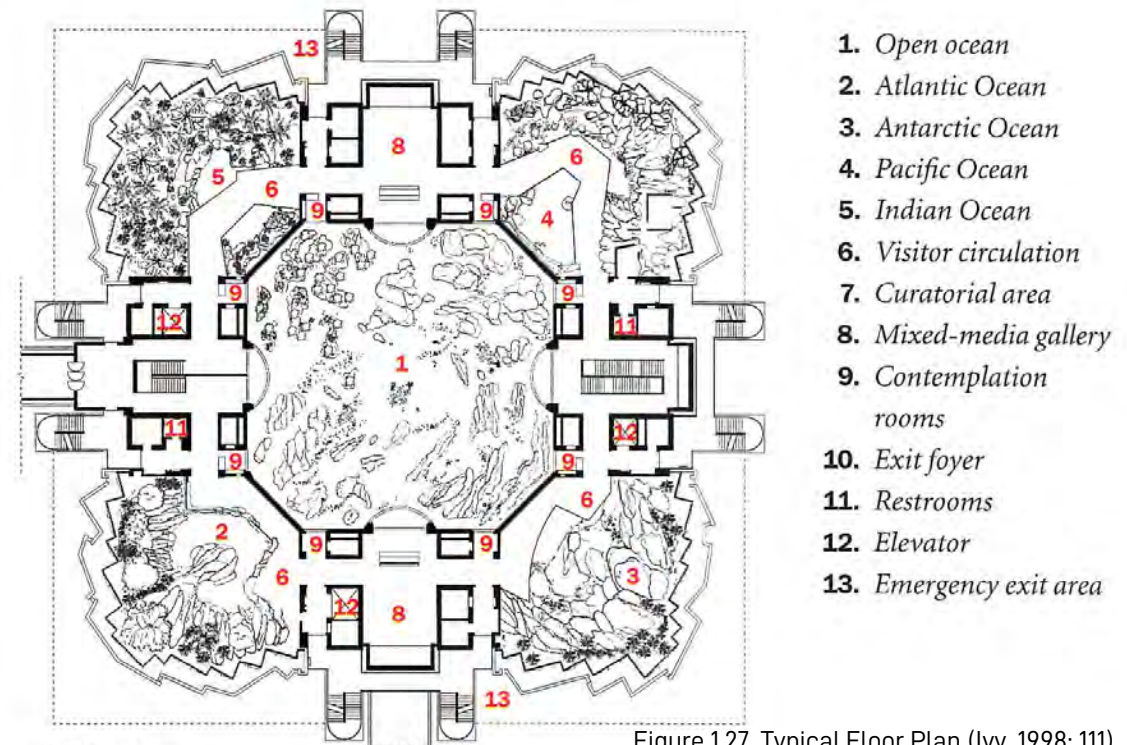 13
8
6
5
6
9
9
4
9
9
12
11
1
11
12
9
9
6
2
9
9
6
3
12
8
13
1. Open ocean
2. Atlantic Ocean
3. Antarctic Ocean
4. Pacific Ocean
5. Indian Ocean
6. Visitor circulation
7. Curatorial area
8. Mixed-media gallery
9. Contemplation
rooms
10. Exit foyer
11. Restrooms
12. Elevator
13. Emergency exit area
Figure 1.27. Typical Floor Plan (Ivy, 1998: 111)